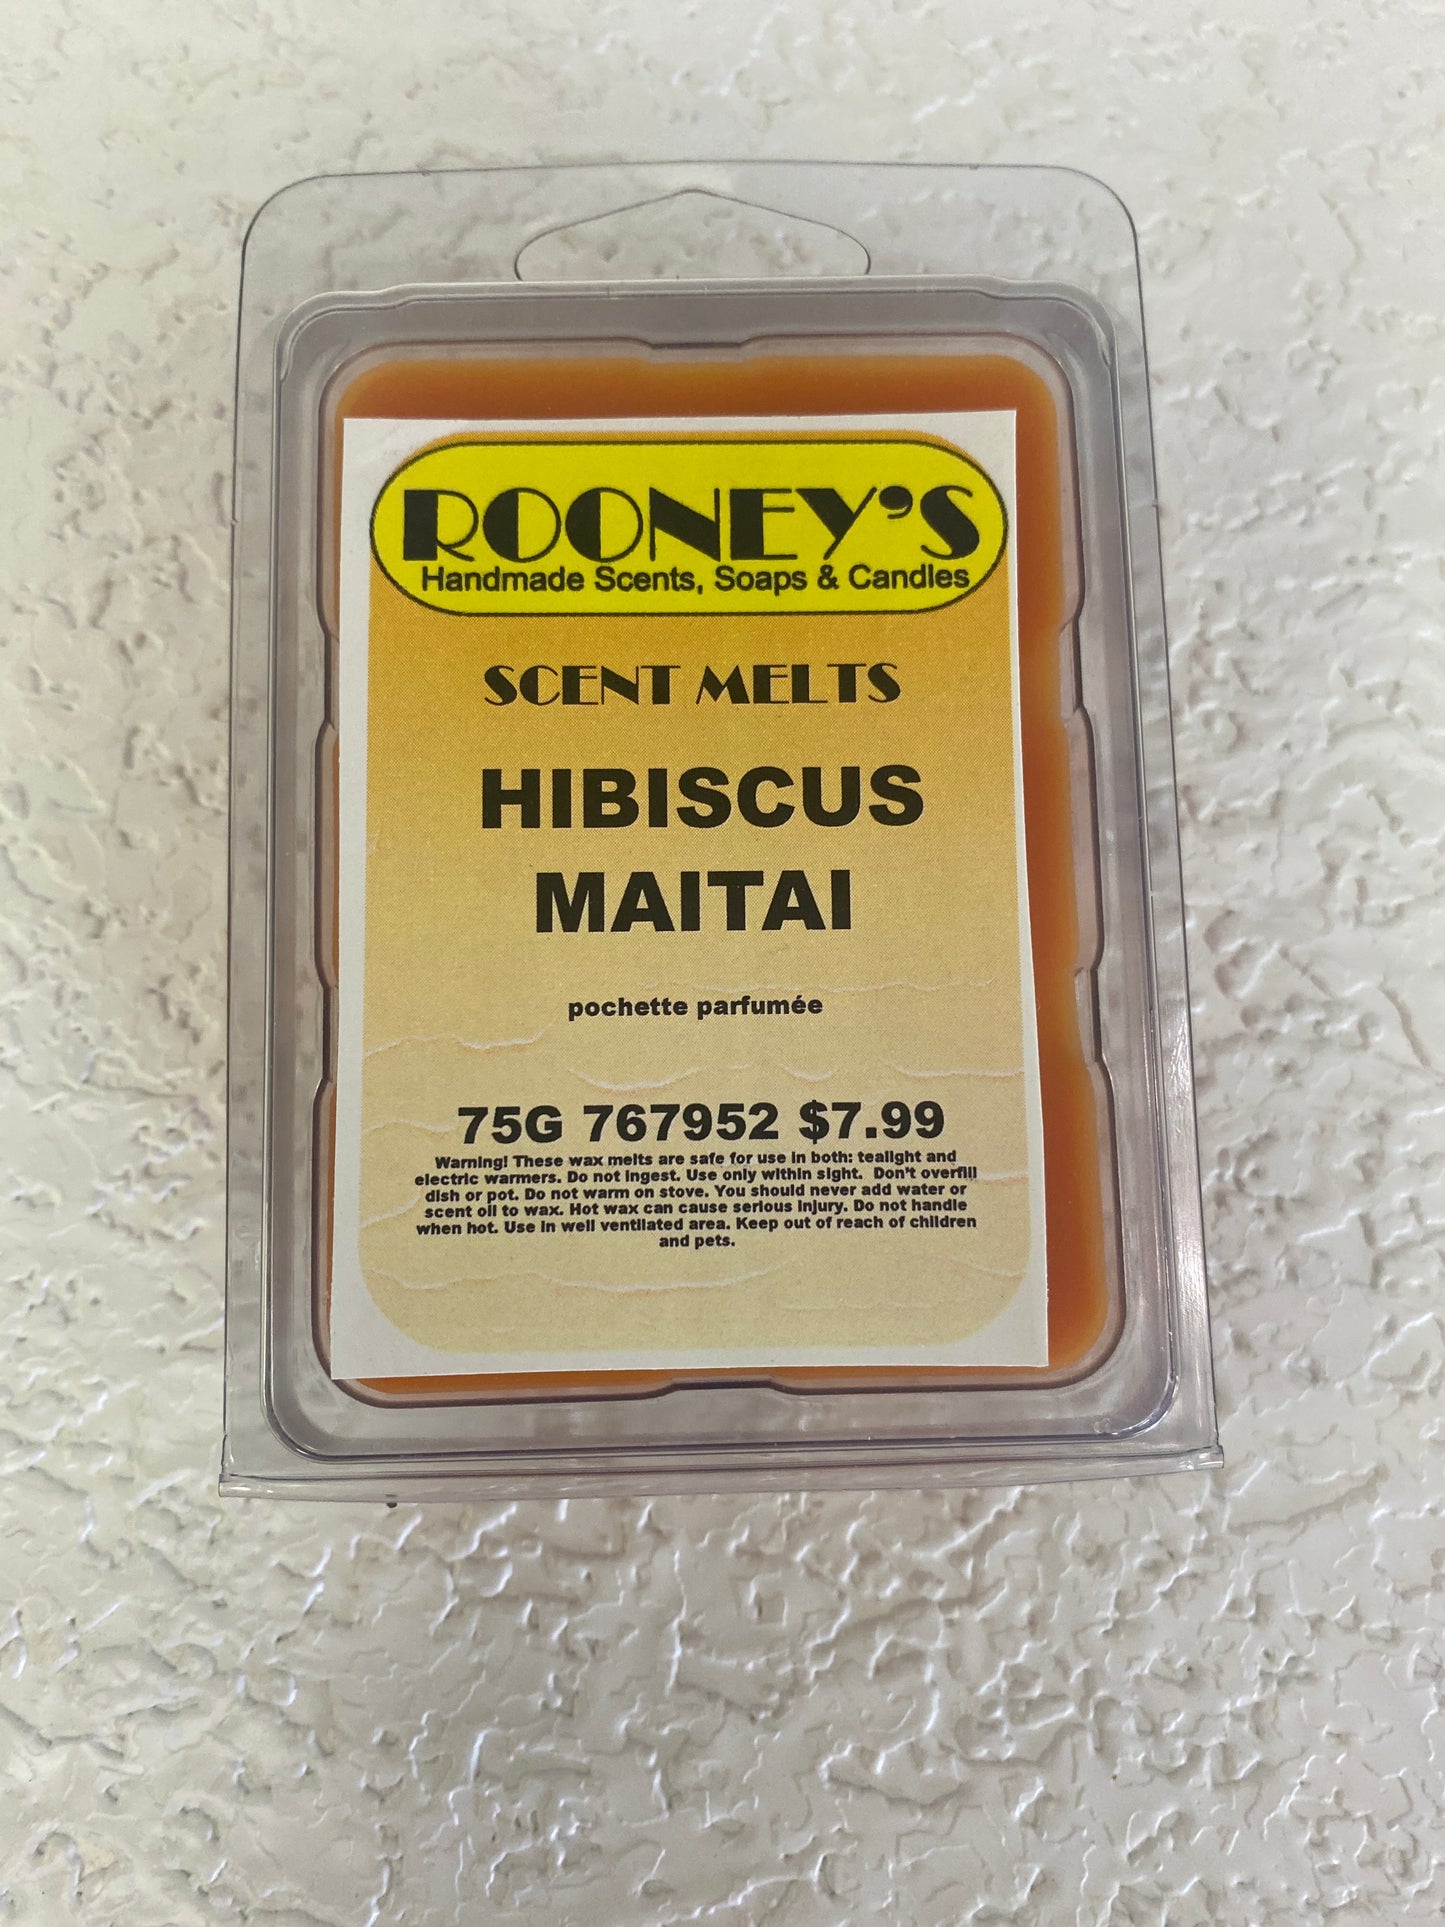 ROONEY'S
Handmade Scents, Soaps & Candles
SCENT MELTS
HIBISCUS
MAITAI
pochette parfumée
75G 767952 $7.99
Warning! These wax melts are safe for use in both: tealight and
electric warmers. Do not ingest. Use only within sight. Don't overfill
dish or pot. Do not warm on stove. You should never add water or
scent oil to wax. Hot wax can cause serious injury. Do not handle
when hot. Use in well ventilated area. Keep out of reach of children
and pets.